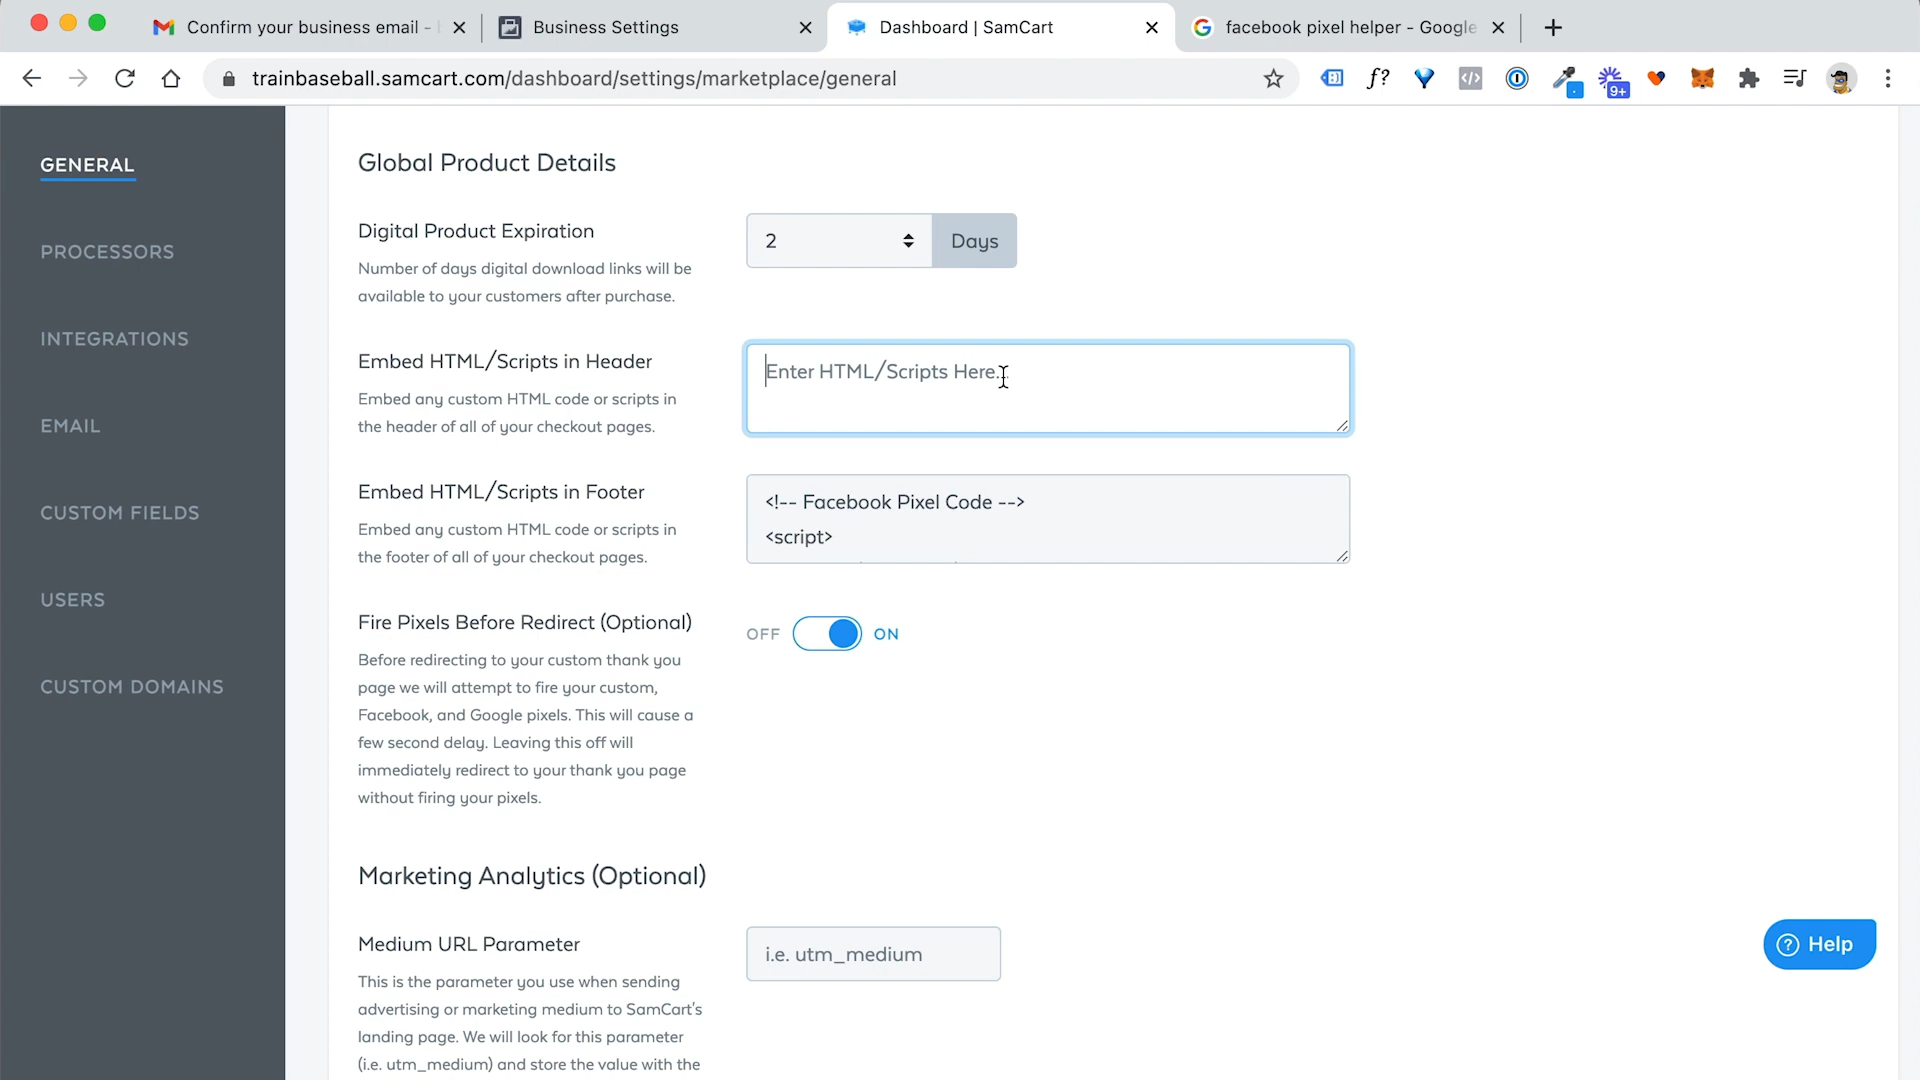 Confirm your business email -
Business Settings
Dashboard | SamCart
facebook pixel helper - Google
trainbaseball.samcart.com/dashboard/settings/marketplace/general
f?
9+
GENERAL
PROCESSORS
INTEGRATIONS
EMAIL
CUSTOM FIELDS
USERS
CUSTOM DOMAINS
Global Product Details
Digital Product Expiration
Number of days digital download links will be
available to your customers after purchase.
2
Days
Embed HTML/Scripts in Header
Embed any custom HTML code or scripts in
the header of all of your checkout pages.
Enter HTML/Scripts Here...
Embed HTML/Scripts in Footer
Embed any custom HTML code or scripts in
the footer of all of your checkout pages.
<!-- Facebook Pixel Code -->
<script>
Fire Pixels Before Redirect (Optional)
Before redirecting to your custom thank you
page we will attempt to fire your custom,
Facebook, and Google pixels. This will cause a
few second delay. Leaving this off will
immediately redirect to your thank you page
without firing your pixels.
OFF
ON
Marketing Analytics (Optional)
Medium URL Parameter
This is the parameter you use when sending
advertising or marketing medium to SamCart's
landing page. We will look for this parameter
(i.e. utm_medium) and store the value with the
i.e. utm_medium
Help